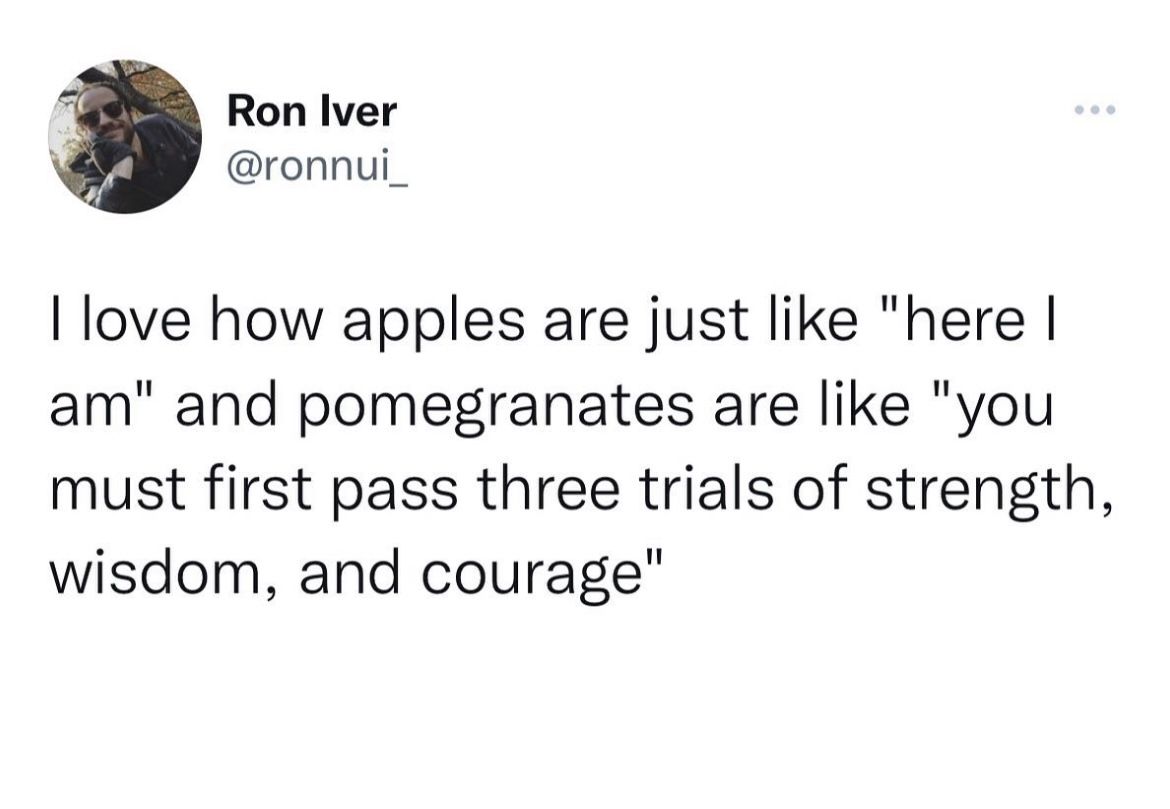 Ron Iver
@ronnui_
I love how apples are just like "here I
am" and pomegranates are like "you
must first pass three trials of strength,
wisdom, and courage"